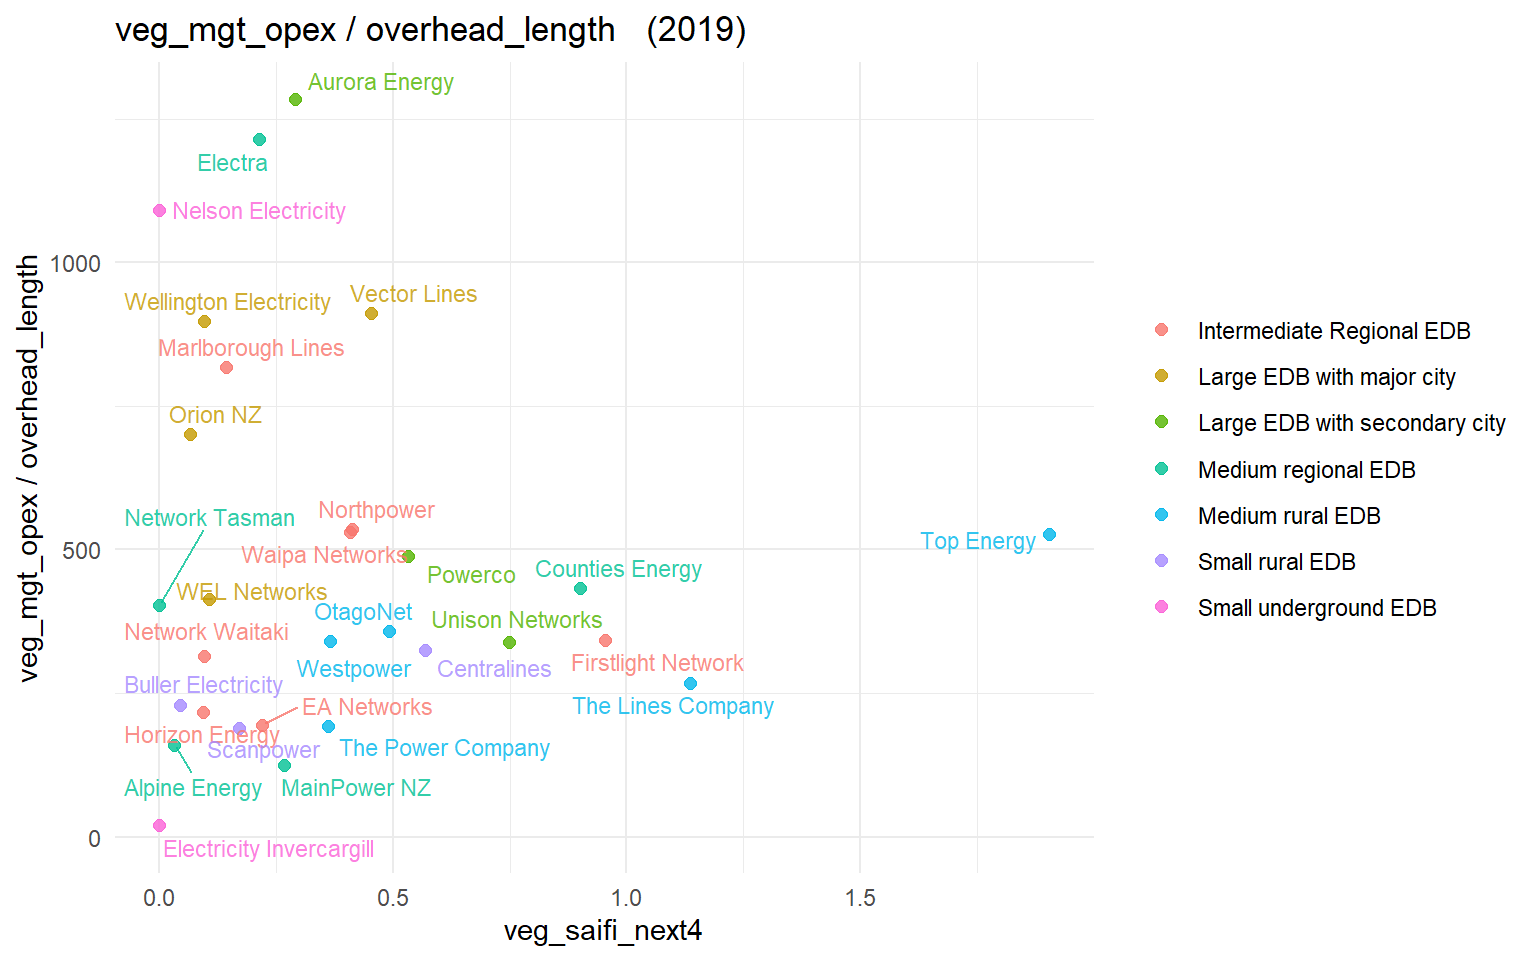 veg_mgt_opex / overhead_length (2019)
Aurora Energy
Electra
Nelson Electricity
1000
Wellington Electricity
Vector Lines
Marlborough Lines
Orion NZ
Network Tasman
Northpower
Top Energy
500
Waipa Networks
Powerco
Counties Energy
WEL Networks
OtagoNet
Unison Networks
Network Waitaki
Westpower
Centralines
Firstlight Network
Buller Electricity
EA Networks
The Lines Company
Horizon Energy
Scanpower
The Power Company
Alpine Energy
MainPower NZ
0
Electricity Invercargill
0.0
0.5
1.0
1.5
veg_saifi_next4
veg_mgt_opex / overhead_length
Intermediate Regional EDB
Large EDB with major city
Large EDB with secondary city
Medium regional EDB
Medium rural EDB
Small rural EDB
Small underground EDB